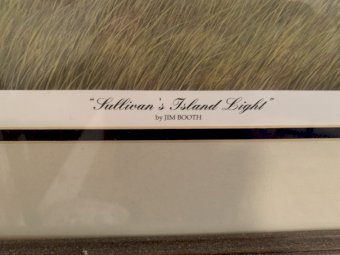 "Sullivan's Island Light"
by JIM BOOTH